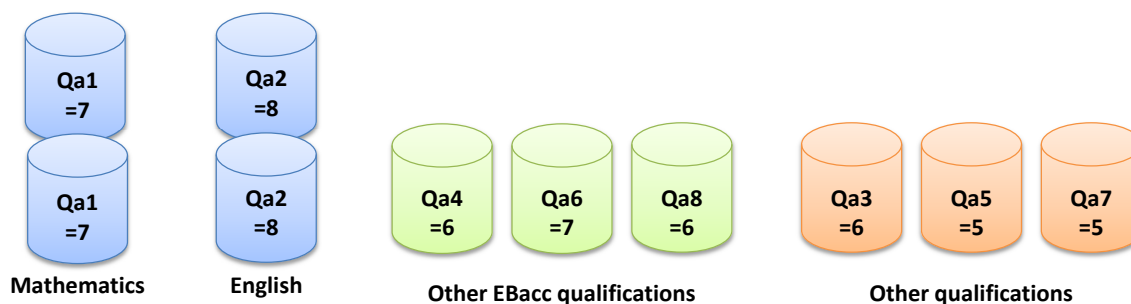 Qa1
=7
Qa2
=8
Qa1
=7
Qa2
=8
Qa4
=6
Qa6
=7
Qa8
=6
Qa3
=6
Qa5
=5
Qa7
=5
Mathematics
English
Other EBacc qualifications
Other qualifications